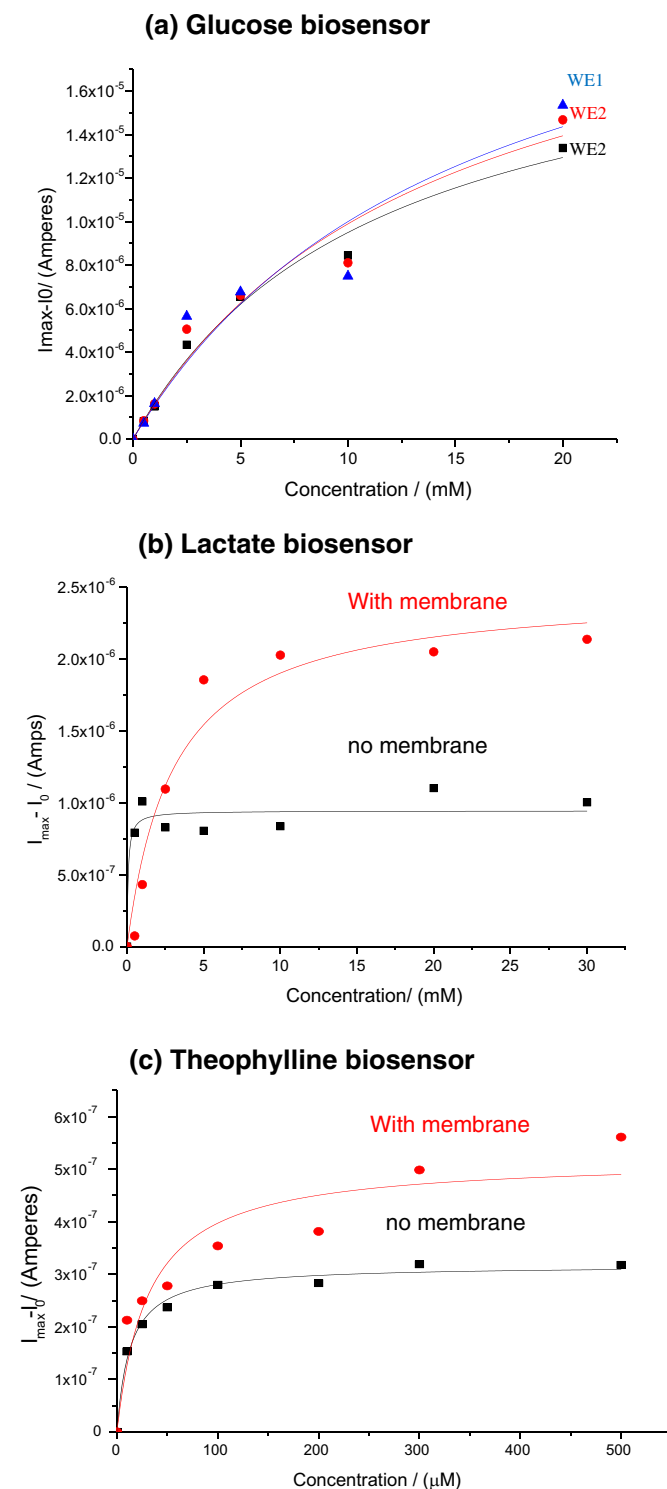 (a) Glucose biosensor
WE1
WE2
WE2
1.6x10⁻⁵
1.4x10⁻⁵
1.2x10⁻⁵
1.0x10⁻⁵
8.0x10⁻⁶
6.0x10⁻⁶
4.0x10⁻⁶
2.0x10⁻⁶
0.0
Imax-I0/ (Amperes)
0 5 10 15 20
Concentration / (mM)
(b) Lactate biosensor
With membrane
no membrane
2.5x10⁻⁶
2.0x10⁻⁶
1.5x10⁻⁶
1.0x10⁻⁶
5.0x10⁻⁷
0.0
I_max - I_0 / (Amps)
0 5 10 15 20 25 30
Concentration/ (mM)
(c) Theophylline biosensor
With membrane
no membrane
6x10⁻⁷
5x10⁻⁷
4x10⁻⁷
3x10⁻⁷
2x10⁻⁷
1x10⁻⁷
0
I_max-I_0/ (Amperes)
0 100 200 300 400 500
Concentration / (μM)